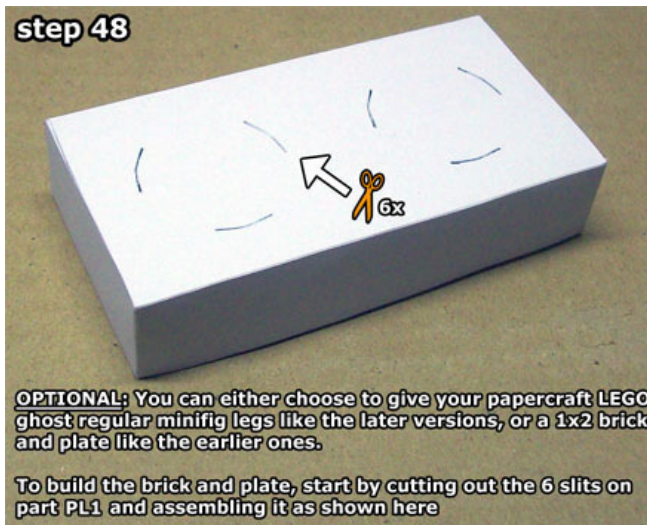 step 48
6x
OPTIONAL: You can either choose to give your papercraft LEGO
ghost regular minifig legs like the later versions, or a 1x2 brick
and plate like the earlier ones.
To build the brick and plate, start by cutting out the 6 slits on
part PL1 and assembling it as shown here